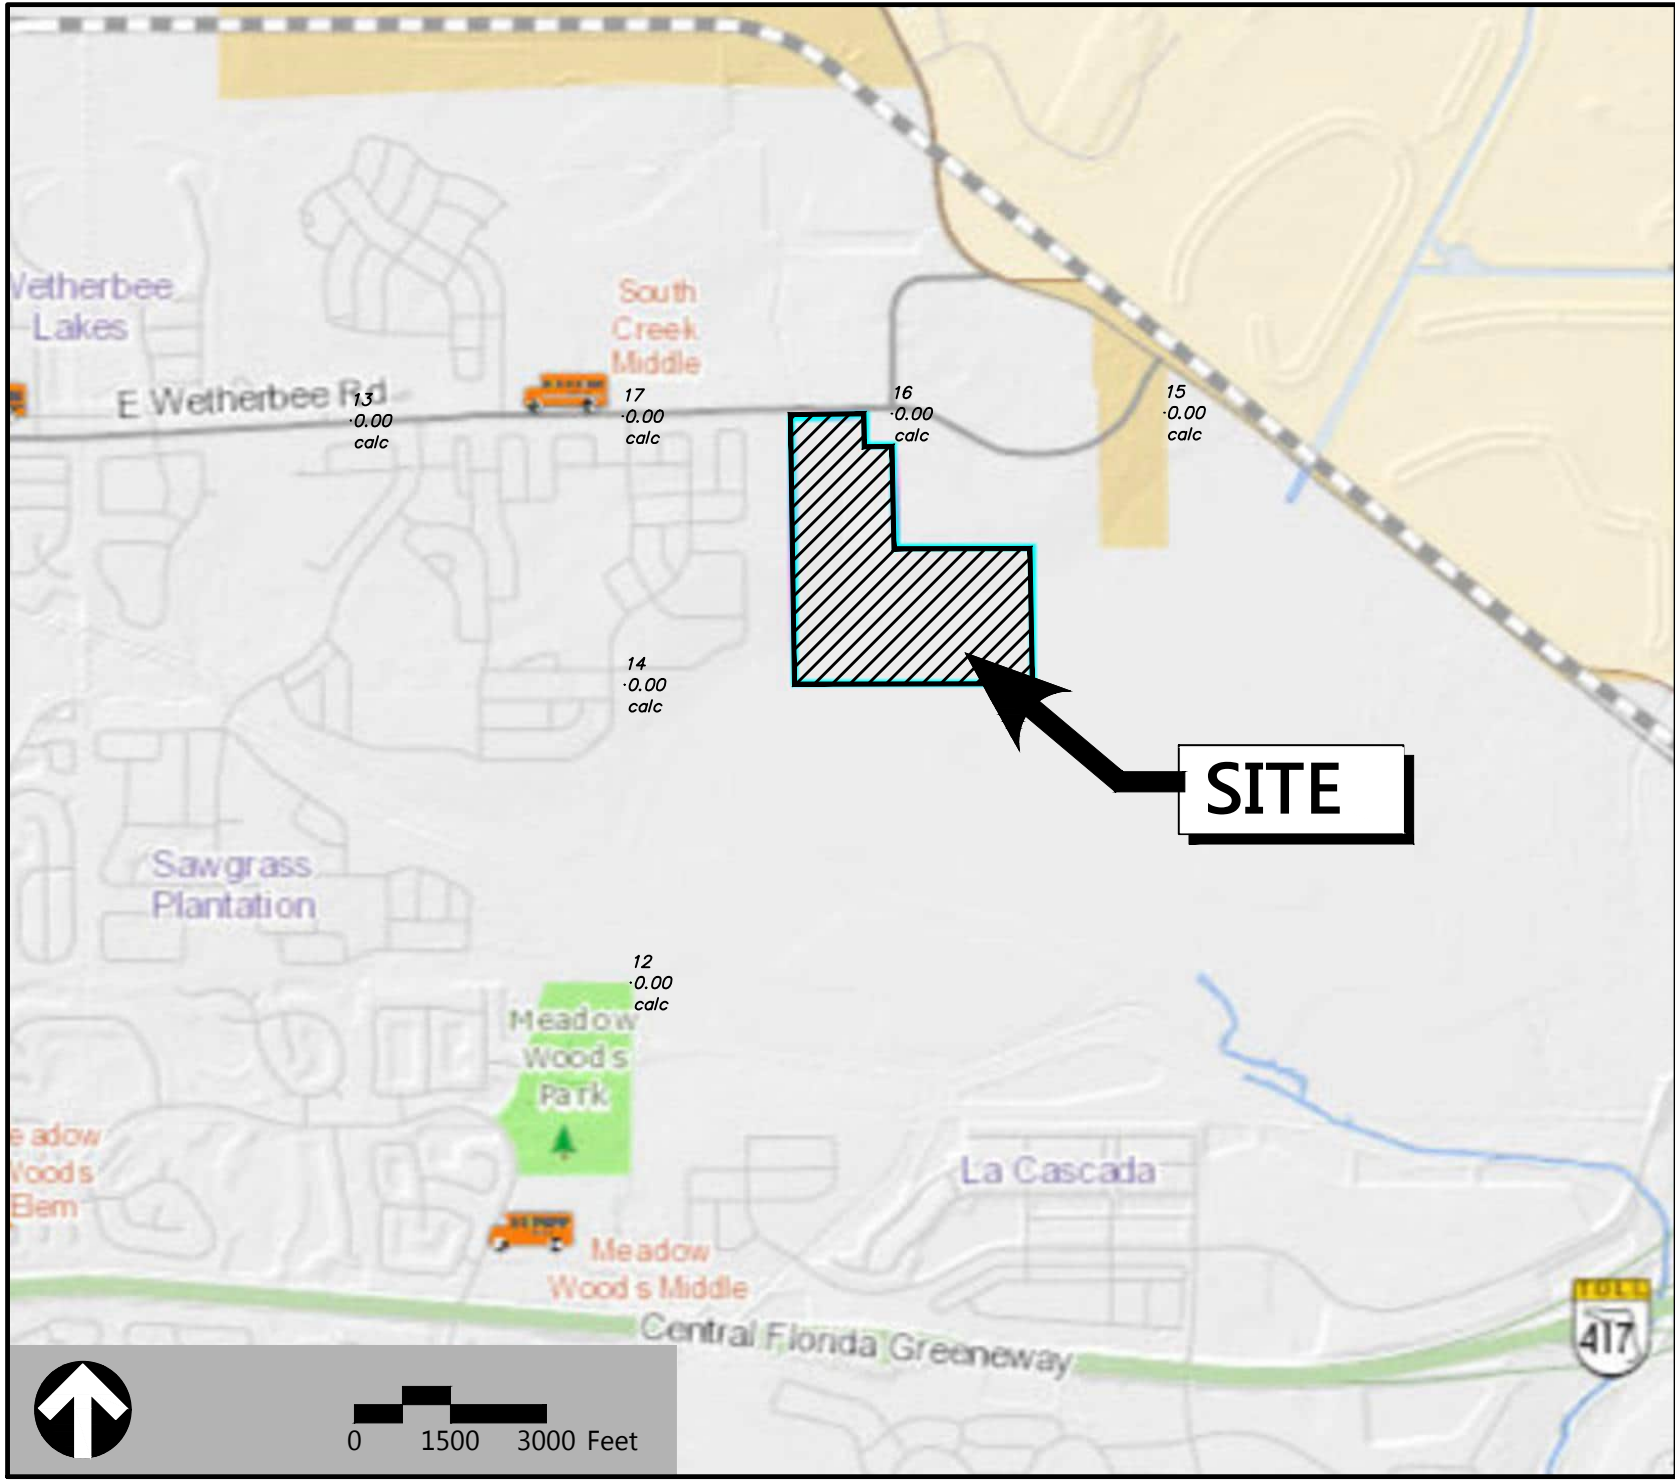 South
Creek
Middle
Wetherbee
Lakes
E Wetherbee Rd
13
0.00
calc
17
0.00
calc
16
0.00
calc
15
0.00
calc
14
0.00
calc
SITE
Sawgrass
Plantation
12
0.00
calc
Meadow
Woods
Park
eadow
Woods
Elem
La Cascada
Meadow
Woods Middle
TOLL
417
Central Florida Greeneway
0 1500 3000 Feet